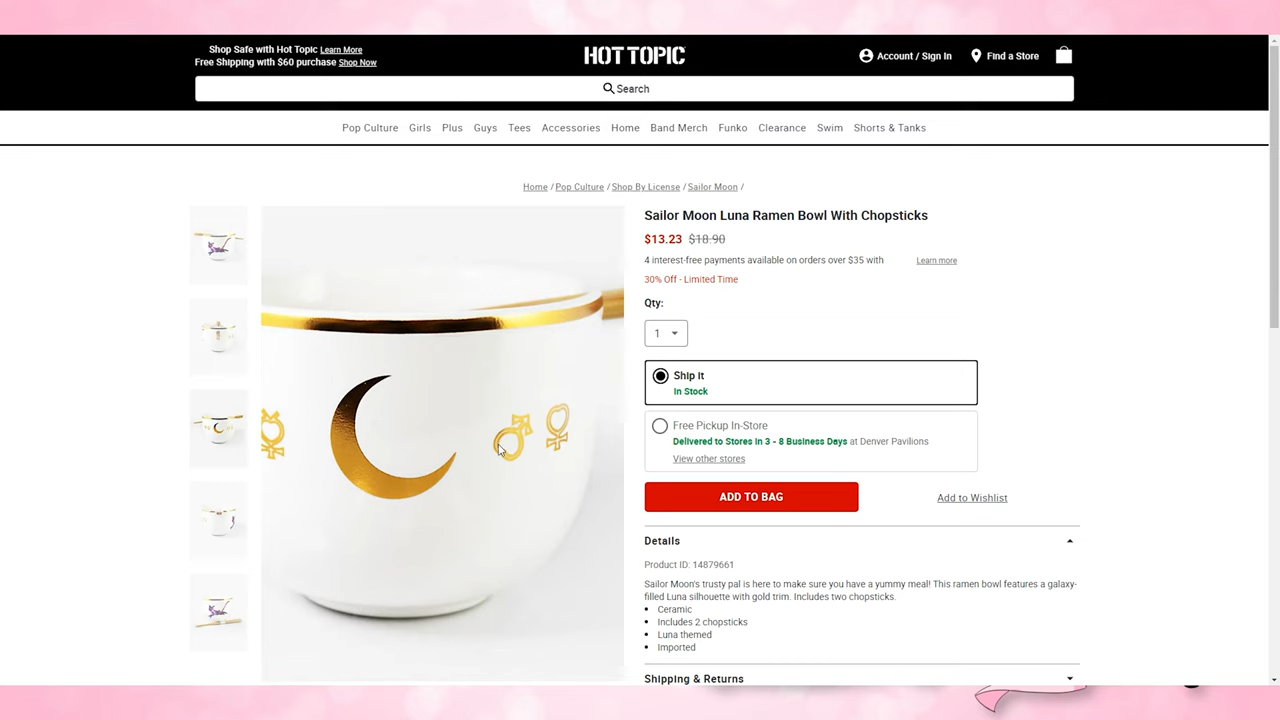 Shop Safe with Hot Topic Learn More
Free Shipping with $60 purchase Shop Now
HOT TOPIC
Account / Sign In
Find a Store
Search
Pop Culture Girls Plus Guys Tees Accessories Home Band Merch Funko Clearance Swim Shorts & Tanks
Home / Pop Culture / Shop By License / Sailor Moon /
Sailor Moon Luna Ramen Bowl With Chopsticks
$13.23 $18.90
4 interest-free payments available on orders over $35 with Learn more
30% Off - Limited Time
Qty:
1
Ship it
In Stock
Free Pickup In-Store
Delivered to Stores in 3 - 8 Business Days at Denver Pavilions
View other stores
ADD TO BAG
Add to Wishlist
Details
Product ID: 14879661
Sailor Moon's trusty pal is here to make sure you have a yummy meal! This ramen bowl features a galaxy-
filled Luna silhouette with gold trim. Includes two chopsticks.
Ceramic
Includes 2 chopsticks
Luna themed
Imported
Shipping & Returns